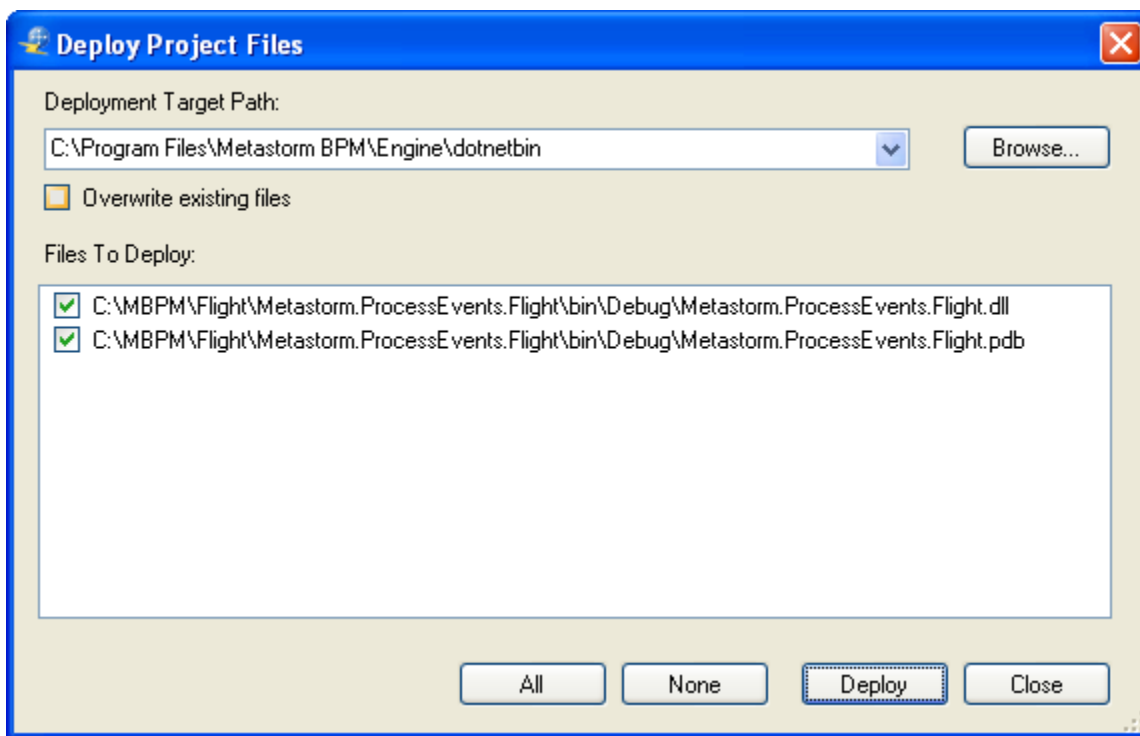 Deploy Project Files
Deployment Target Path:
C:\Program Files\Metastorm BPM\Engine\dotnetbin
Browse...
Overwrite existing files
Files To Deploy:
C:\MBPM\Flight\Metastorm.ProcessEvents.Flight\bin\Debug\Metastorm.ProcessEvents.Flight.dll
C:\MBPM\Flight\Metastorm.ProcessEvents.Flight\bin\Debug\Metastorm.ProcessEvents.Flight.pdb
All
None
Deploy
Close